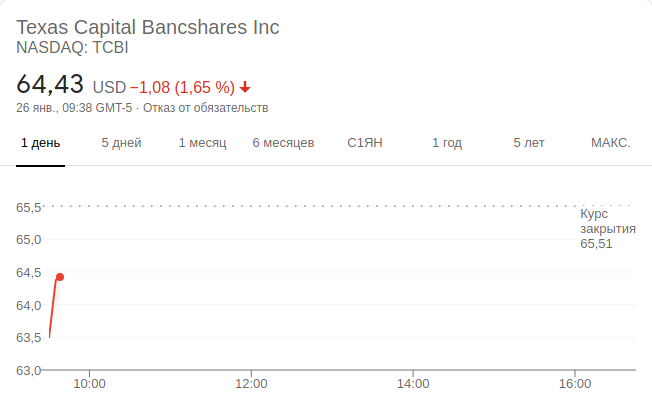 Texas Capital Bancshares Inc
NASDAQ: TCBI
64,43 USD −1,08 (1,65 %)
26 янв., 09:38 GMT-5 · Отказ от обязательств
1 день 5 дней 1 месяц 6 месяцев С1ЯН 1 год 5 лет МАКС.
65,5
Курс
закрытия
65,51
65,0
64,5
64,0
63,5
63,0
10:00 12:00 14:00 16:00